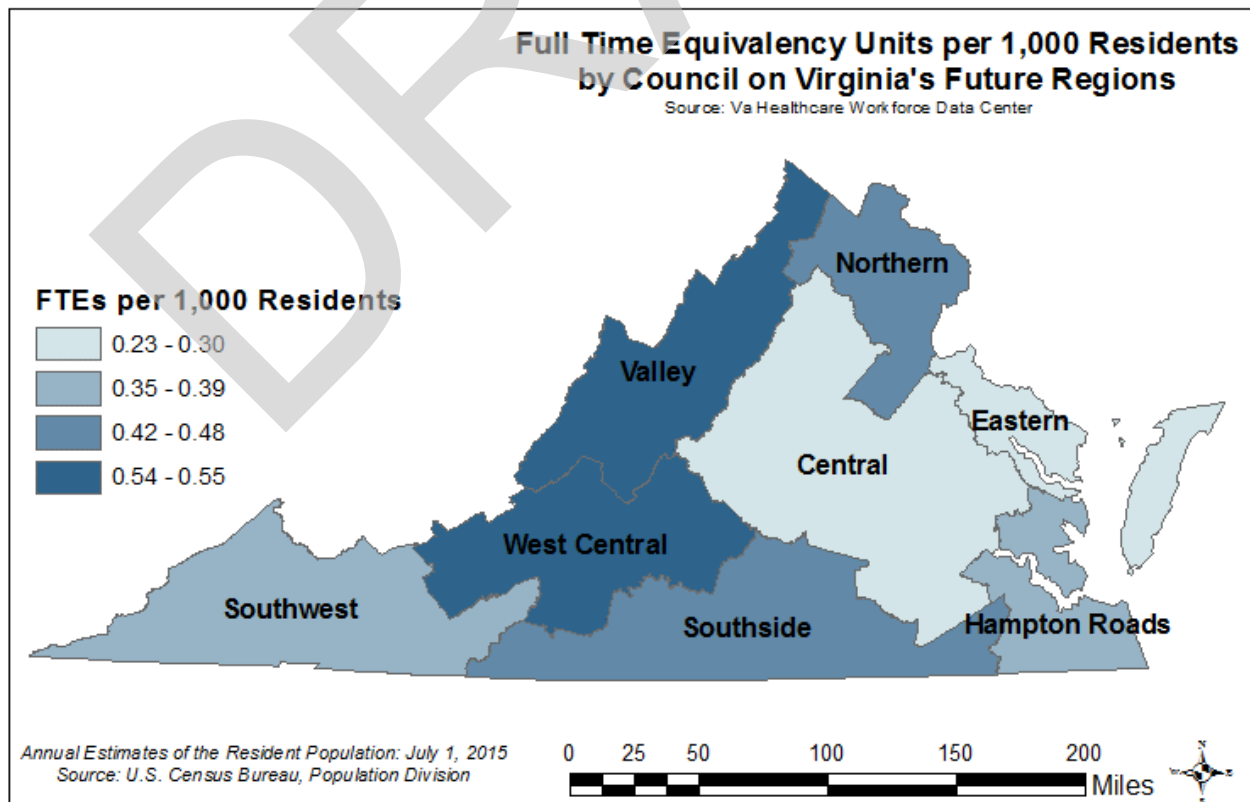 Full Time Equivalency Units per 1,000 Residents
by Council on Virginia's Future Regions
Source: Va Healthcare Work force Data Center
FTEs per 1,000 Residents
0.23 - 0.30
0.35 - 0.39
0.42 - 0.48
0.54 - 0.55
Northern
Valley
Eastern
Central
West Central
Southwest
Southside
Hampton Roads
Annual Estimates of the Resident Population: July 1, 2015
Source: U.S. Census Bureau, Population Division
0 25 50 100 150 200
Miles
N
W E
S